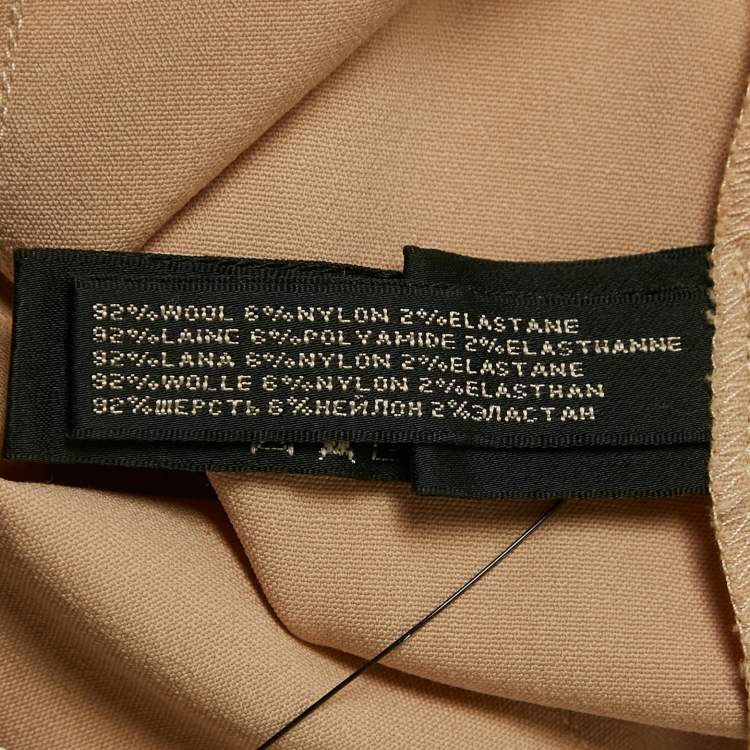 92%WOOL 6%NYLON 2%ELASTANE
92%LAINE 6%POLYAMIDE 2%ELASTHANNE
92%LANA 6%NYLON 2%ELASTANE
92%WOLLE 6%NYLON 2%ELASTHAN
92%ШЕРСТЬ 6%НЕЙЛОН 2%ЭЛАСТАН